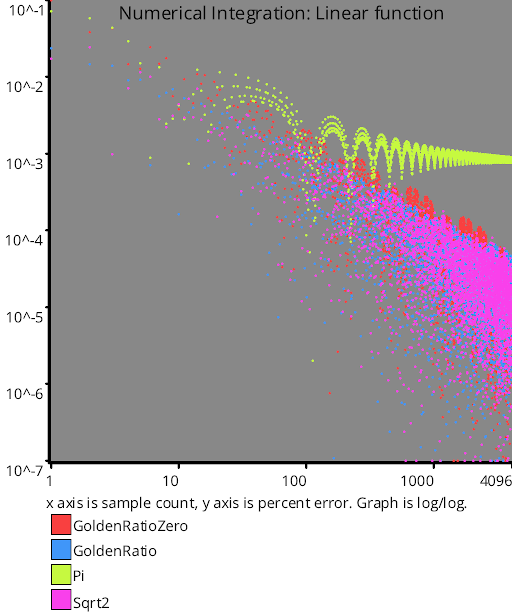 Numerical Integration: Linear function
10^-1
10^-2
10^-3
10^-4
10^-5
10^-6
10^-7
1 10 100 1000 4096
x axis is sample count, y axis is percent error. Graph is log/log.
GoldenRatioZero
GoldenRatio
Pi
Sqrt2